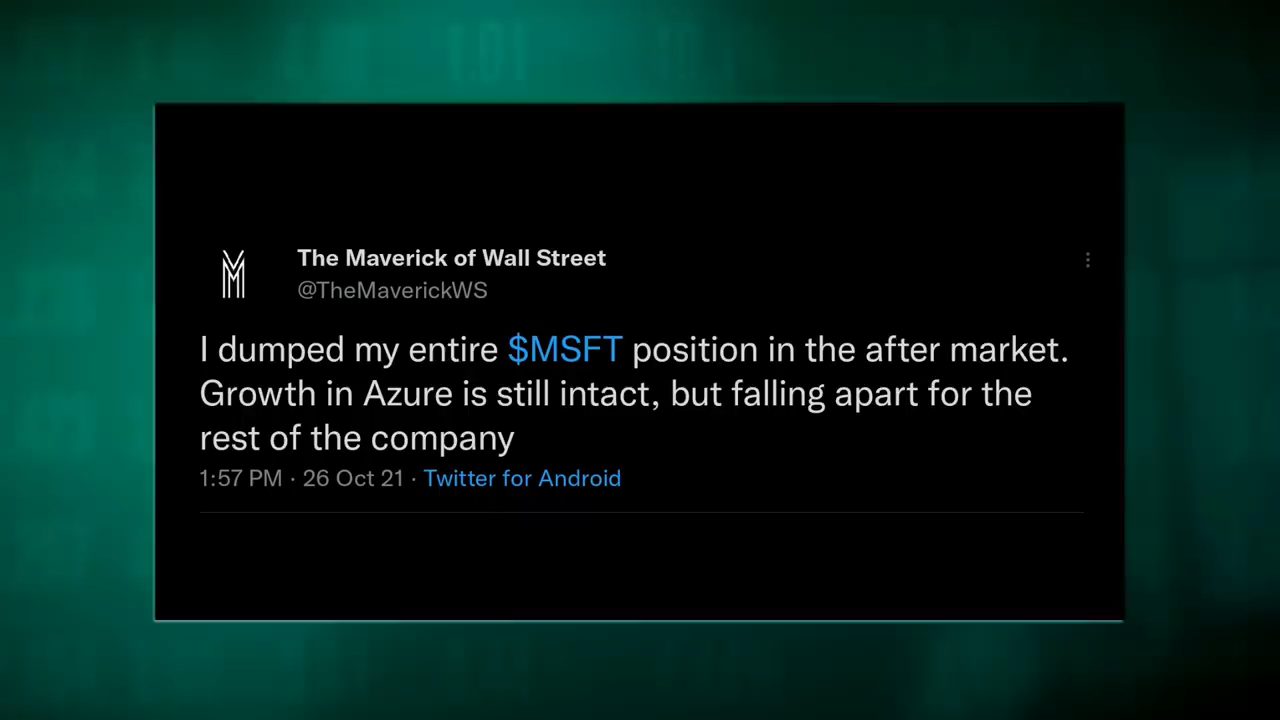 The Maverick of Wall Street
@TheMaverickWS
I dumped my entire $MSFT position in the after market.
Growth in Azure is still intact, but falling apart for the
rest of the company
1:57 PM · 26 Oct 21 · Twitter for Android